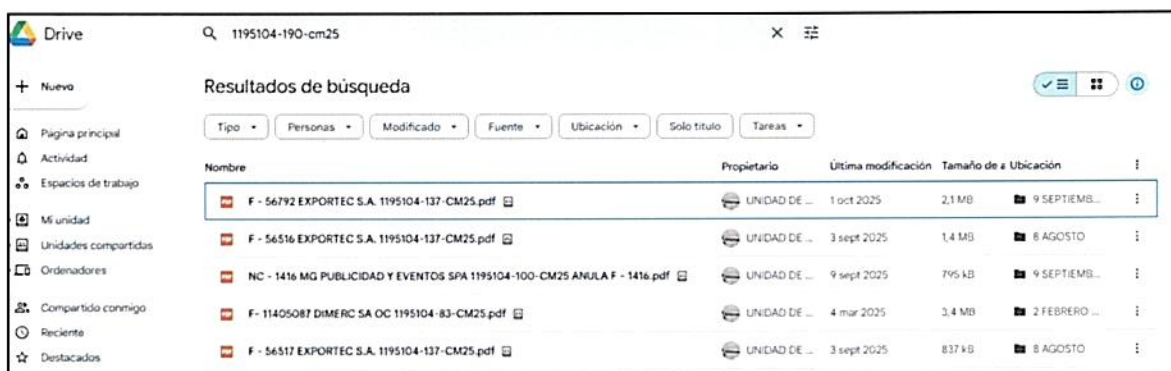 Drive 1195104-190-cm25
Nuevo Resultados de búsqueda
Tipo Personas Modificado Fuente Ubicación Solo título Tareas
Página principal
Actividad
Nombre Propietario Última modificación Tamaño de a Ubicación
Espacios de trabajo
F - 56792 EXPORTEC S.A. 1195104-137-CM25.pdf UNIDAD DE ... 1 oct 2025 2,1 MB 9 SEPTIEMB...
Mi unidad
Unidades compartidas F - 56516 EXPORTEC S.A. 1195104-137-CM25.pdf UNIDAD DE ... 3 sept 2025 1,4 MB 8 AGOSTO
Ordenadores
NC - 1416 MG PUBLICIDAD Y EVENTOS SPA 1195104-100-CM25 ANULA F - 1416.pdf UNIDAD DE ... 9 sept 2025 795 kB 9 SEPTIEMB...
Compartido conmigo F- 11405087 DIMERC SA OC 1195104-83-CM25.pdf UNIDAD DE ... 4 mar 2025 3,4 MB 2 FEBRERO ...
Reciente
Destacados F - 56517 EXPORTEC S.A. 1195104-137-CM25.pdf UNIDAD DE ... 3 sept 2025 837 kB 8 AGOSTO